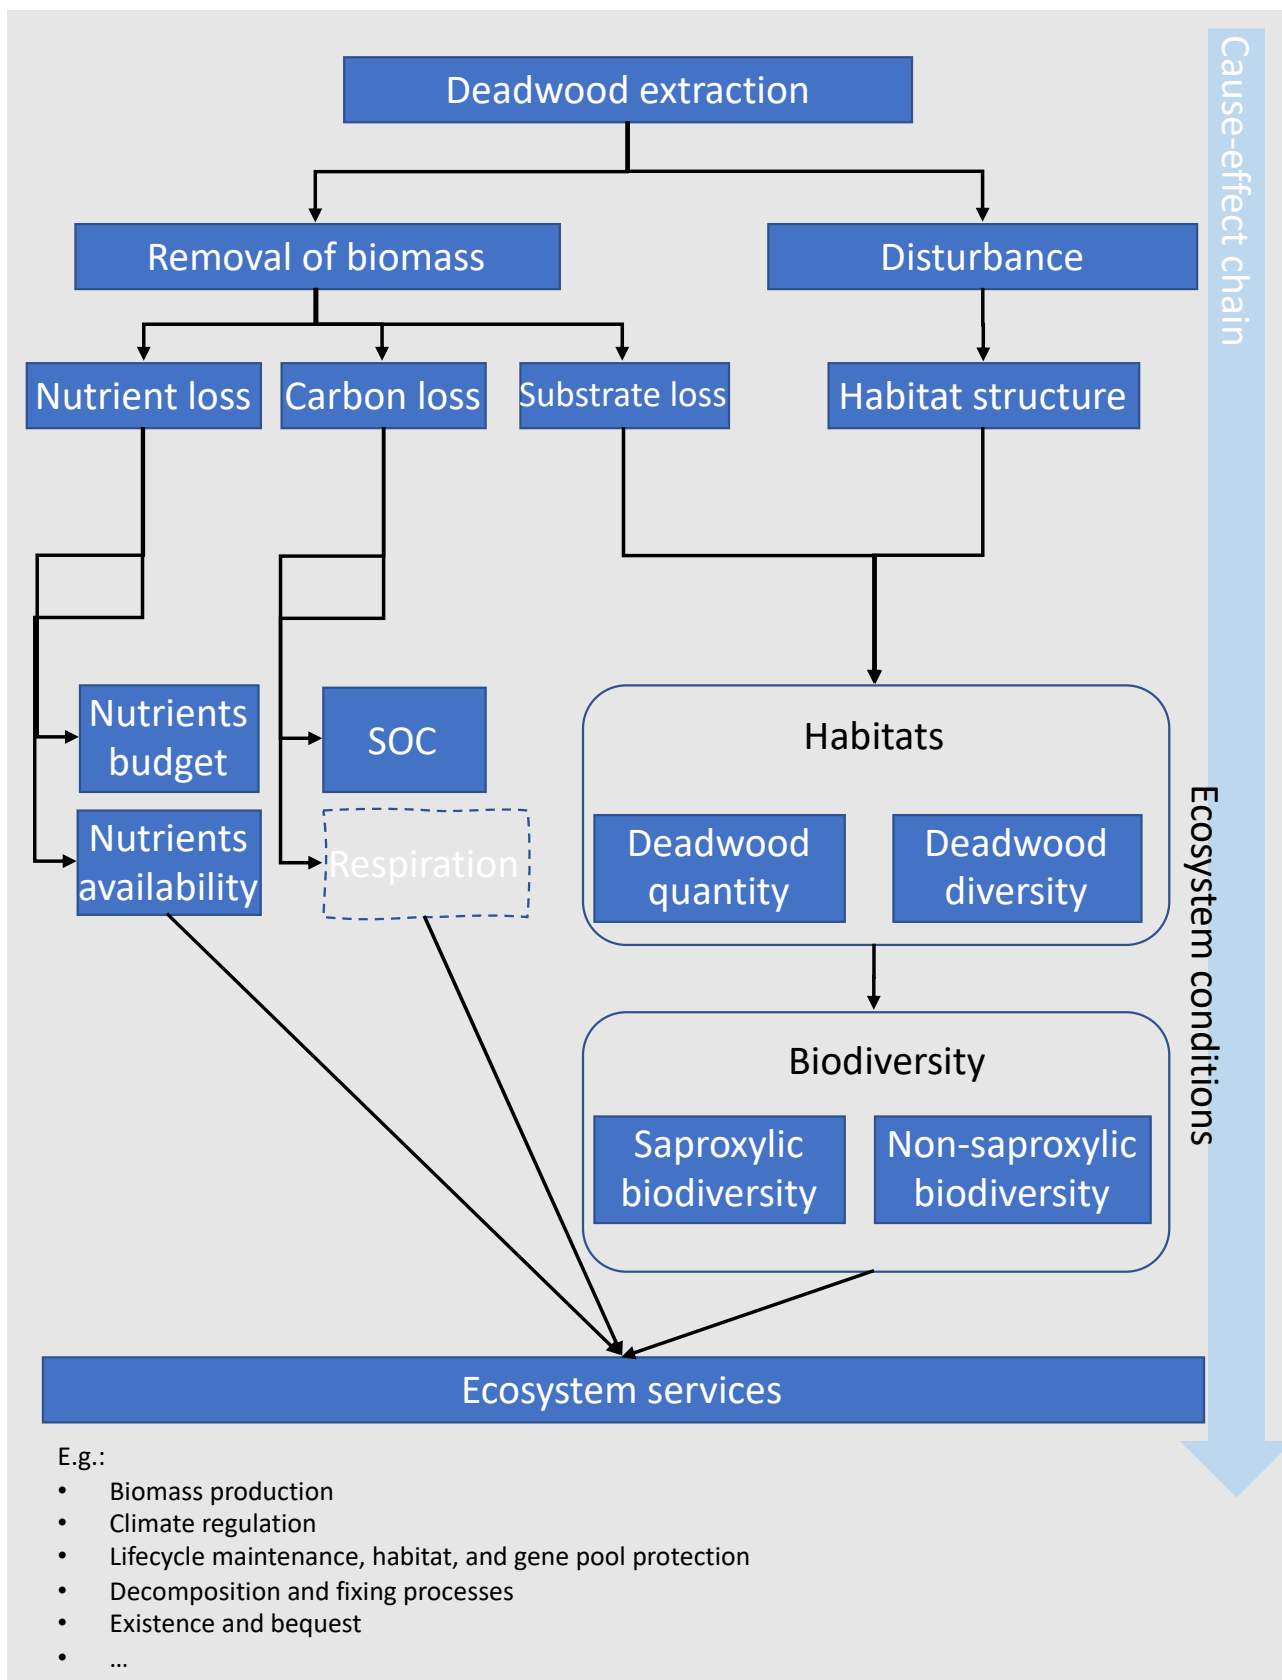 Deadwood extraction
Cause-effect chain
Removal of biomass
Disturbance
Nutrient loss
Carbon loss
Substrate loss
Habitat structure
Nutrients
budget
SOC
Habitats
Nutrients
availability
Respiration
Deadwood
quantity
Deadwood
diversity
Ecosystem conditions
Biodiversity
Saproxylic
biodiversity
Non-saproxylic
biodiversity
Ecosystem services
E.g.:
• Biomass production
• Climate regulation
• Lifecycle maintenance, habitat, and gene pool protection
• Decomposition and fixing processes
• Existence and bequest
• ...